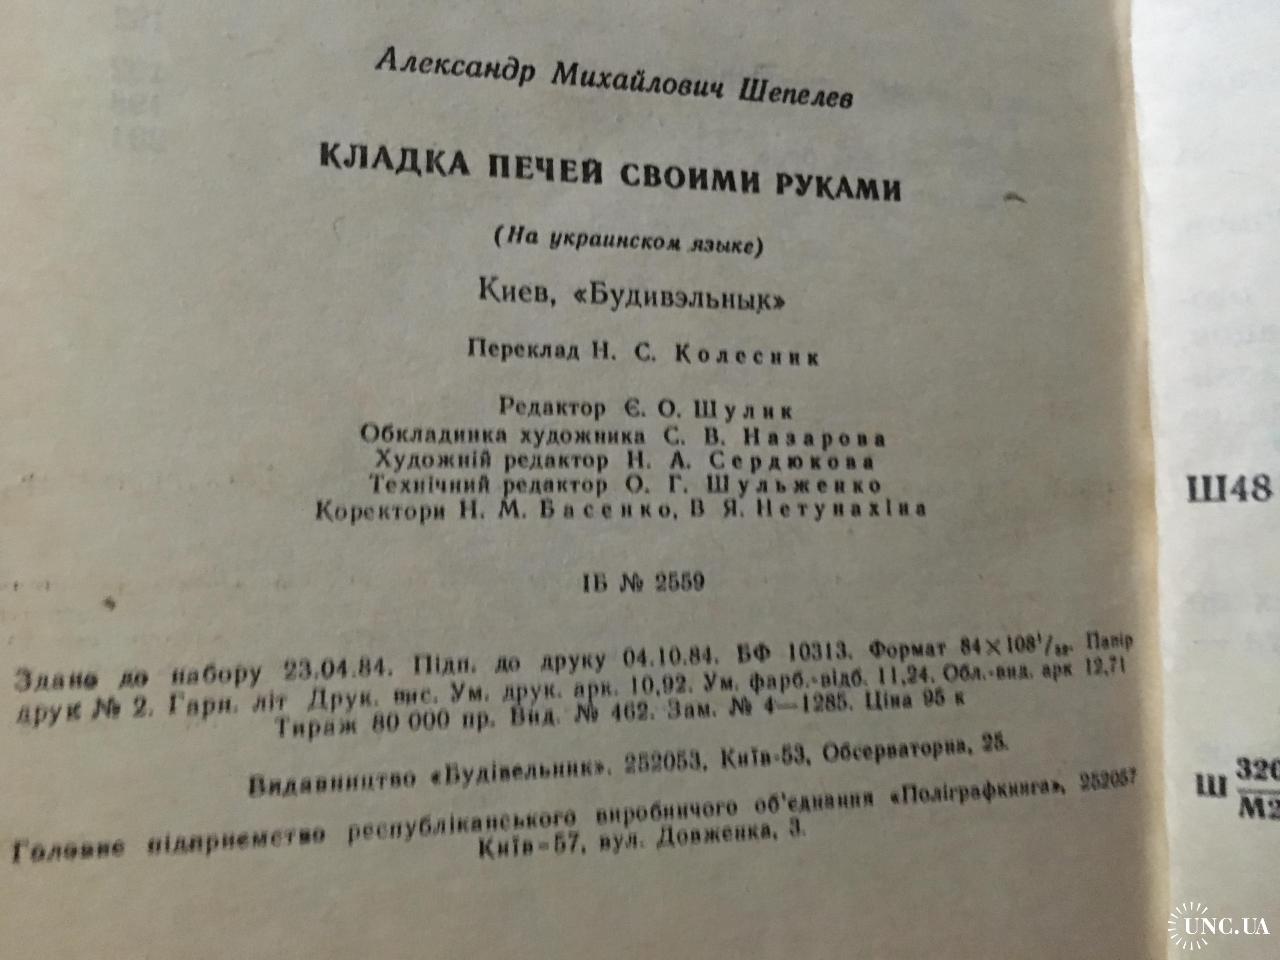 Александр Михайлович Шепелев
КЛАДКА ПЕЧЕЙ СВОИМИ РУКАМИ
(На украинском языке)
Киев, «Будивэльнык»
Переклад Н. С. Колесник
Редактор Є. О. Шулик
Обкладинка художника С. В. Назарова
Художній редактор Н. А. Сердюкова
Технічний редактор О. Г. Шульженко
Коректори Н. М. Басенко, В Я. Нетунахіна
ІБ № 2559
Здано до набору 23.04.84. Підп. до друку 04.10.84. БФ 10313. Формат 84×108¹/₃₂. Папір
друк № 2. Гарн. літ Друк. вис. Ум. друк. арк. 10,92. Ум. фарб.-відб. 11,24. Обл.-вид. арк 12,71
Тираж 80 000 пр. Вид. № 462. Зам. № 4—1285. Ціна 95 к
Видавництво «Будівельник». 252053, Київ-53, Обсерваторна, 25.
Головне підприємство республіканського виробничого об'єднання «Поліграфкнига», 252057
Київ-57, вул. Довженка, 3.
Ш48
Ш 320
М2
UNC.UA